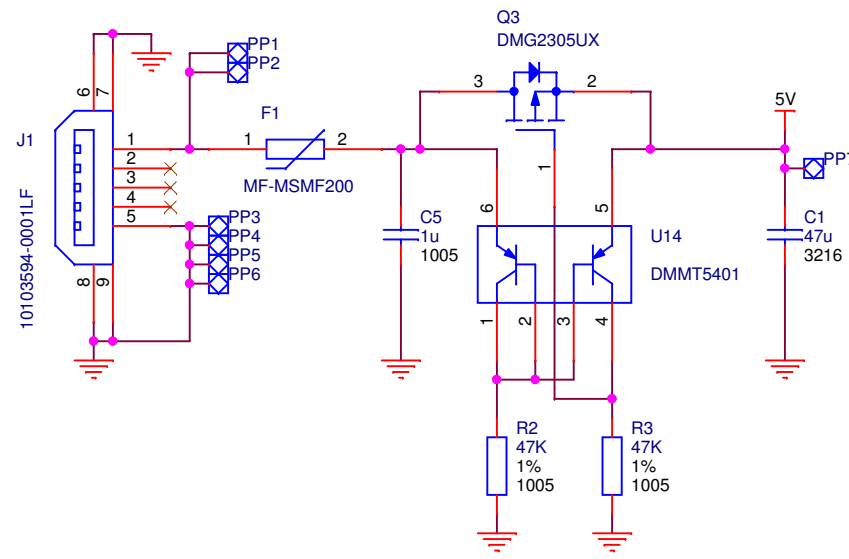 Q3
DMG2305UX
PP1
PP2
3
2
6
7
5V
F1
J1
1
1
2
PP
2
MF-MSMF200
1
3
4
6
5
C5
1u
1005
C1
47u
3216
5
PP3
PP4
PP5
PP6
U14
DMMT5401
10103594-0001LF
8
9
1
2
3
4
R2
47K
1%
1005
R3
47K
1%
1005